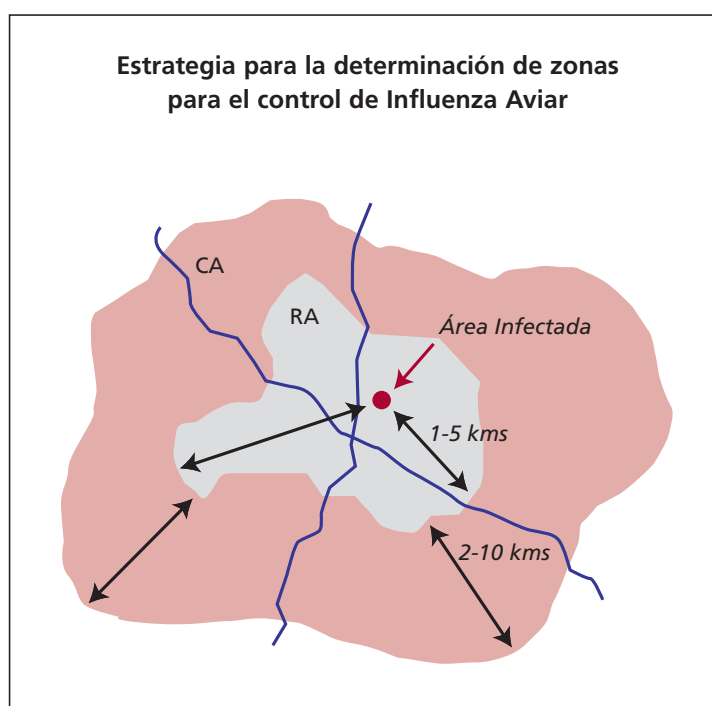 Estrategia para la determinación de zonas
para el control de Influenza Aviar
CA
RA
Área Infectada
1-5 kms
2-10 kms